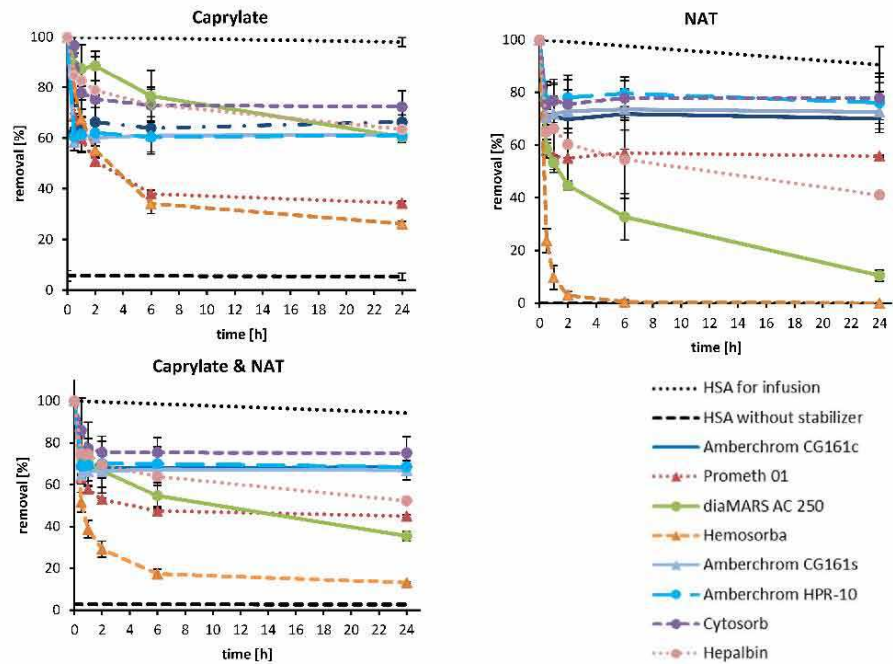 Caprylate
100
80
60
40
20
0
removal [%]
0 2 4 6 8 10 12 14 16 18 20 22 24
time [h]
NAT
100
80
60
40
20
0
removal [%]
0 2 4 6 8 10 12 14 16 18 20 22 24
time [h]
Caprylate & NAT
100
80
60
40
20
0
removal [%]
0 2 4 6 8 10 12 14 16 18 20 22 24
time [h]
HSA for infusion
HSA without stabilizer
Amberchrom CG161c
Prometh 01
diaMARS AC 250
Hemosorba
Amberchrom CG161s
Amberchrom HPR-10
Cytosorb
Hepalbin